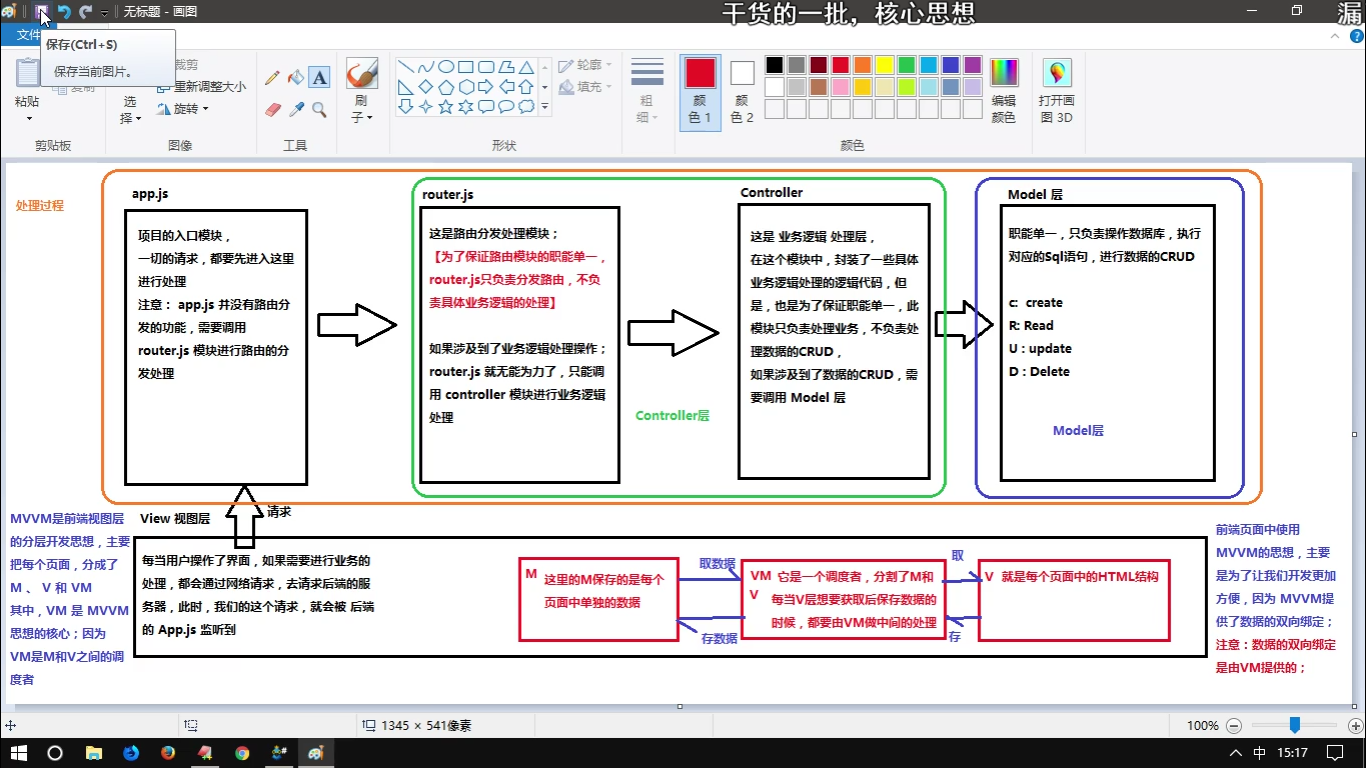 无标题 - 画图
干货的一批，核心思想
漏
文件
保存(Ctrl+S)
保存当前图片。
粘贴
复制
剪贴板
选
择
裁剪
重新调整大小
旋转
图像
A
工具
刷
子
轮廓
填充
形状
粗
细
颜
色 1
颜
色 2
编辑
颜色
颜色
打开画
图 3D
处理过程
app.js
项目的入口模块，
一切的请求，都要先进入这里
进行处理
注意： app.js 并没有路由分
发的功能，需要调用
router.js 模块进行路由的分
发处理
router.js
这是路由分发处理模块；
【为了保证路由模块的职能单一，
router.js只负责分发路由，不负
责具体业务逻辑的处理】
如果涉及到了业务逻辑处理操作；
router.js 就无能为力了，只能调
用 controller 模块进行业务逻辑
处理
Controller层
Controller
这是 业务逻辑 处理层，
在这个模块中，封装了一些具体
业务逻辑处理的逻辑代码，但
是，也是为了保证职能单一，此
模块只负责处理业务，不负责处
理数据的CRUD，
如果涉及到了数据的CRUD，需
要调用 Model 层
Model 层
职能单一，只负责操作数据库，执行
对应的Sql语句，进行数据的CRUD
c: create
R: Read
U : update
D : Delete
Model层
请求
MVVM是前端视图层
的分层开发思想，主要
把每个页面，分成了
M 、 V 和 VM
其中，VM 是 MVVM
思想的核心；因为
VM是M和V之间的调
度者
View 视图层
每当用户操作了界面，如果需要进行业务的
处理，都会通过网络请求，去请求后端的服
务器，此时，我们的这个请求，就会被 后端
的 App.js 监听到
M 这里的M保存的是每个
页面中单独的数据
取数据
存数据
VM 它是一个调度者，分割了M和
V 每当V层想要获取后保存数据的
时候，都要由VM做中间的处理
取
存
V 就是每个页面中的HTML结构
前端页面中使用
MVVM的思想，主要
是为了让我们开发更加
方便，因为 MVVM提
供了数据的双向绑定；
注意：数据的双向绑定
是由VM提供的；
1345 × 541像素
100%
中
15:17